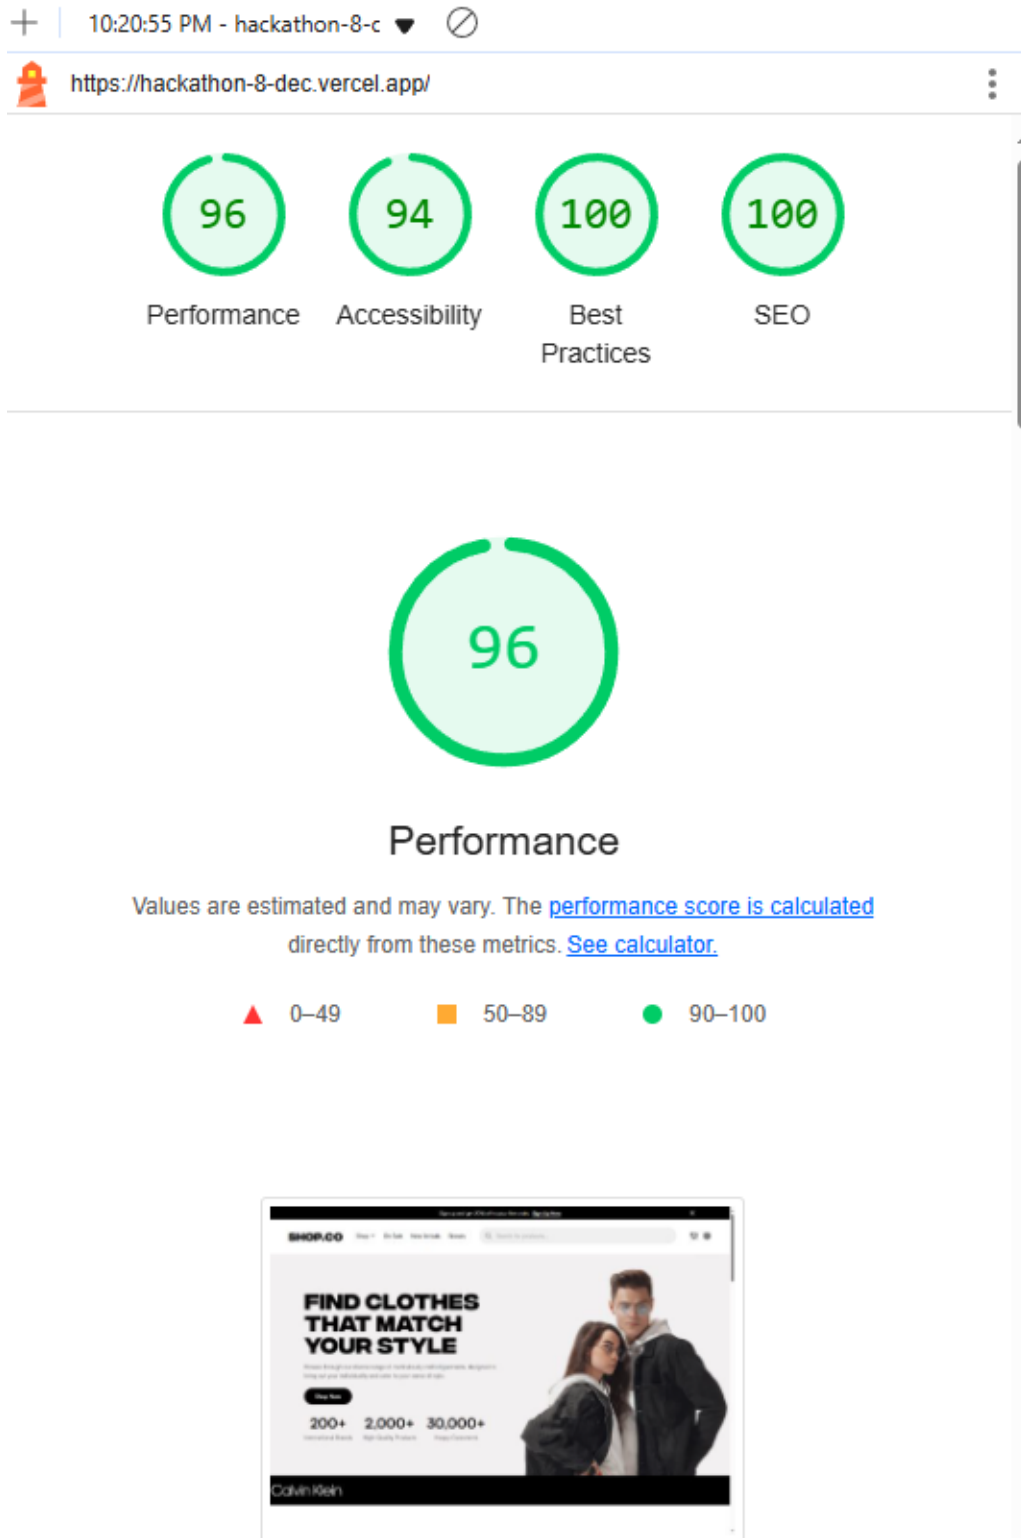 10:20:55 PM - hackathon-8-c
https://hackathon-8-dec.vercel.app/
96
94
100
100
Performance
Accessibility
Best
Practices
SEO
96
Performance
Values are estimated and may vary. The performance score is calculated
directly from these metrics. See calculator.
0–49
50–89
90–100
SHOP.CO
FIND CLOTHES
THAT MATCH
YOUR STYLE
Shop Now
200+ 2,000+ 30,000+
Calvin Klein